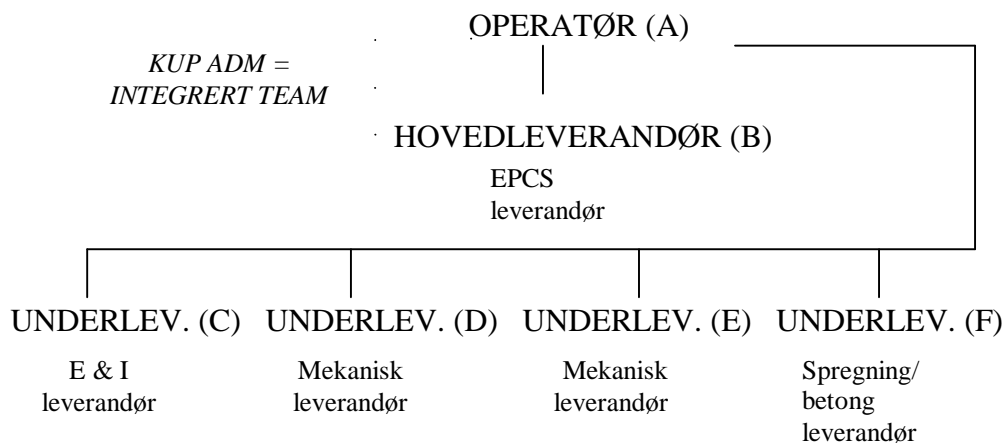 OPERATØR (A)
KUP ADM =
INTEGRERT TEAM
HOVEDLEVERANDØR (B)
EPCS
leverandør
UNDERLEV. (C)
UNDERLEV. (D)
UNDERLEV. (E)
UNDERLEV. (F)
E & I
leverandør
Mekanisk
leverandør
Mekanisk
leverandør
Spregning/
betong
leverandør